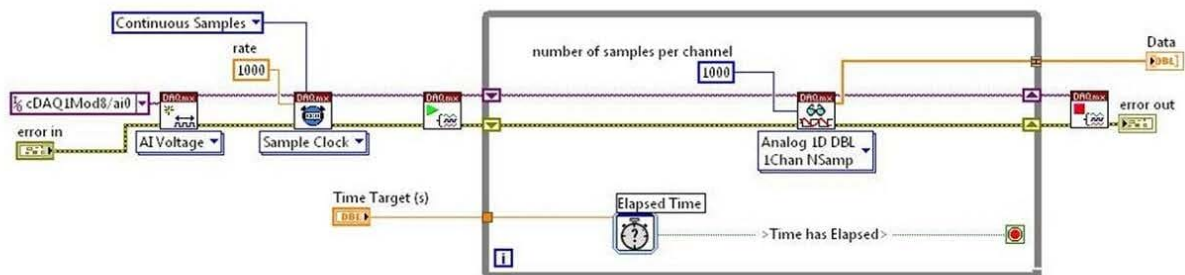 Continuous Samples
rate
1000
number of samples per channel
1000
Data
DBL
I/O cDAQ1Mod8/ai0
DAQmx
DAQmx
DAQmx
DAQmx
DAQmx
error in
AI Voltage
Sample Clock
Analog 1D DBL
1Chan NSamp
error out
Time Target (s)
DBL
Elapsed Time
?
>Time has Elapsed>
i